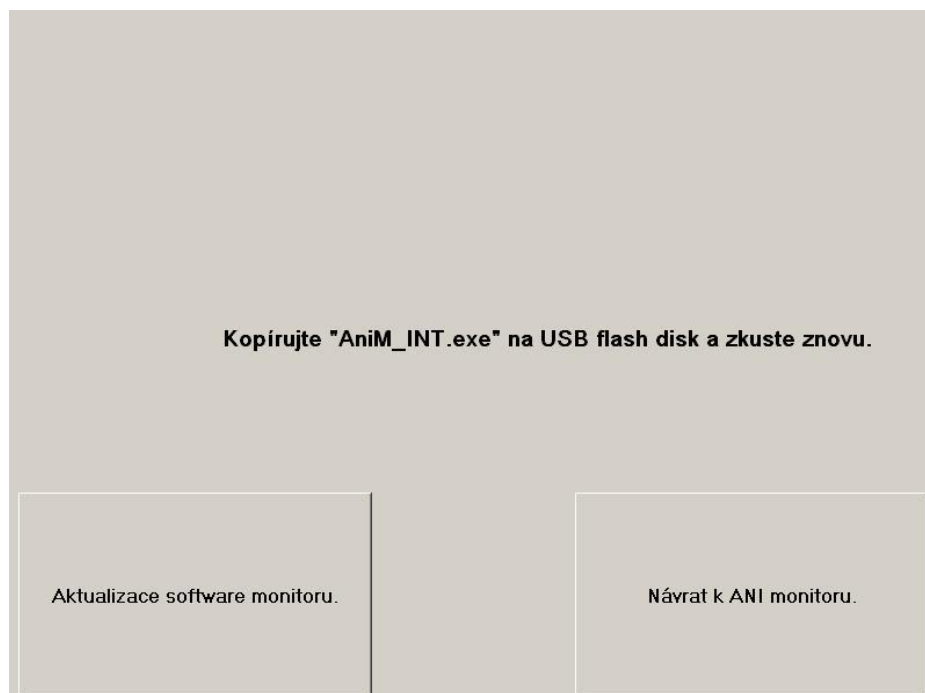 Kopírujte "AniM_INT.exe" na USB flash disk a zkuste znovu.
Aktualizace software monitoru.
Návrat k ANI monitoru.